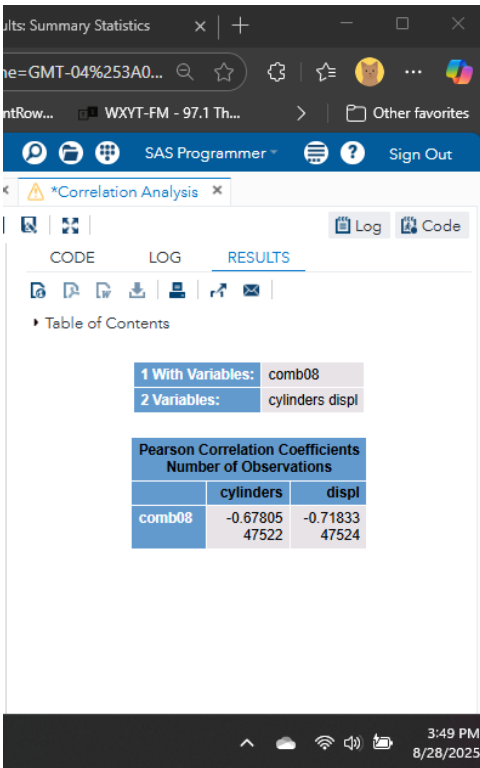 ults: Summary Statistics
ne=GMT-04%253A0...
ntRow... WXYT-FM - 97.1 Th... Other favorites
SAS Programmer ? Sign Out
*Correlation Analysis
Log Code
CODE LOG RESULTS
Table of Contents
1 With Variables: comb08
2 Variables: cylinders displ
Pearson Correlation Coefficients
Number of Observations
cylinders displ
comb08 -0.67805 -0.71833
47522 47524
3:49 PM
8/28/2025